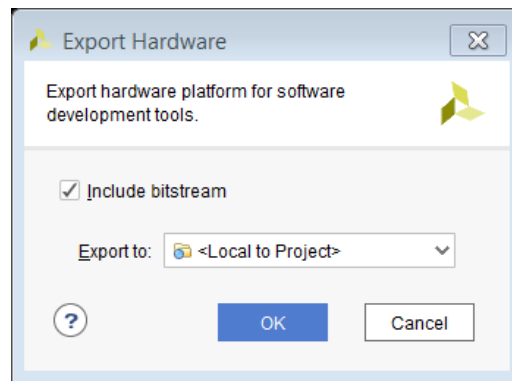 Export Hardware
Export hardware platform for software
development tools.
Include bitstream
Export to: <Local to Project>
?
OK Cancel